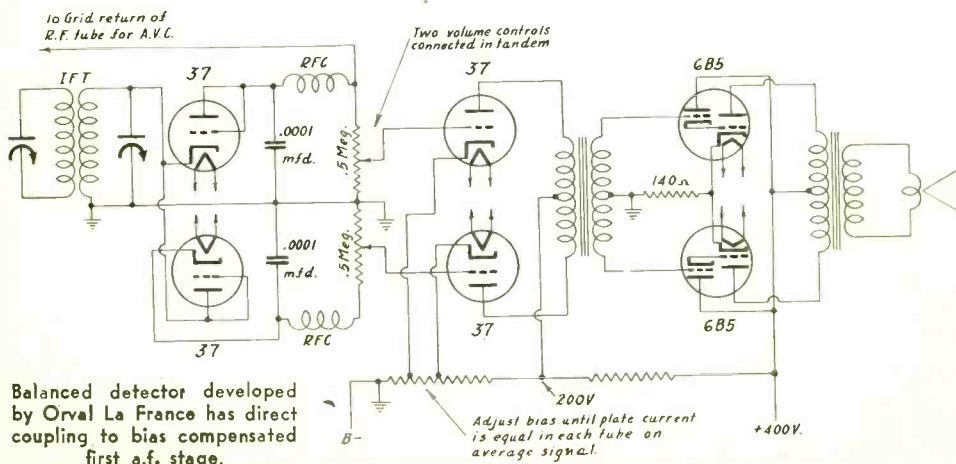 to Grid return of
R.F. tube for A.V.C.
Two volume controls
connected in tandem
IFT
37
RFC
.0001
mfd.
.5 Meg.
37
6B5
140Ω
.0001
mfd.
.5 Meg.
37
RFC
37
6B5
Balanced detector developed
by Orval La France has direct
coupling to bias compensated
first a.f. stage.
B-
200V
Adjust bias until plate current
is equal in each tube on
average signal.
+400V.